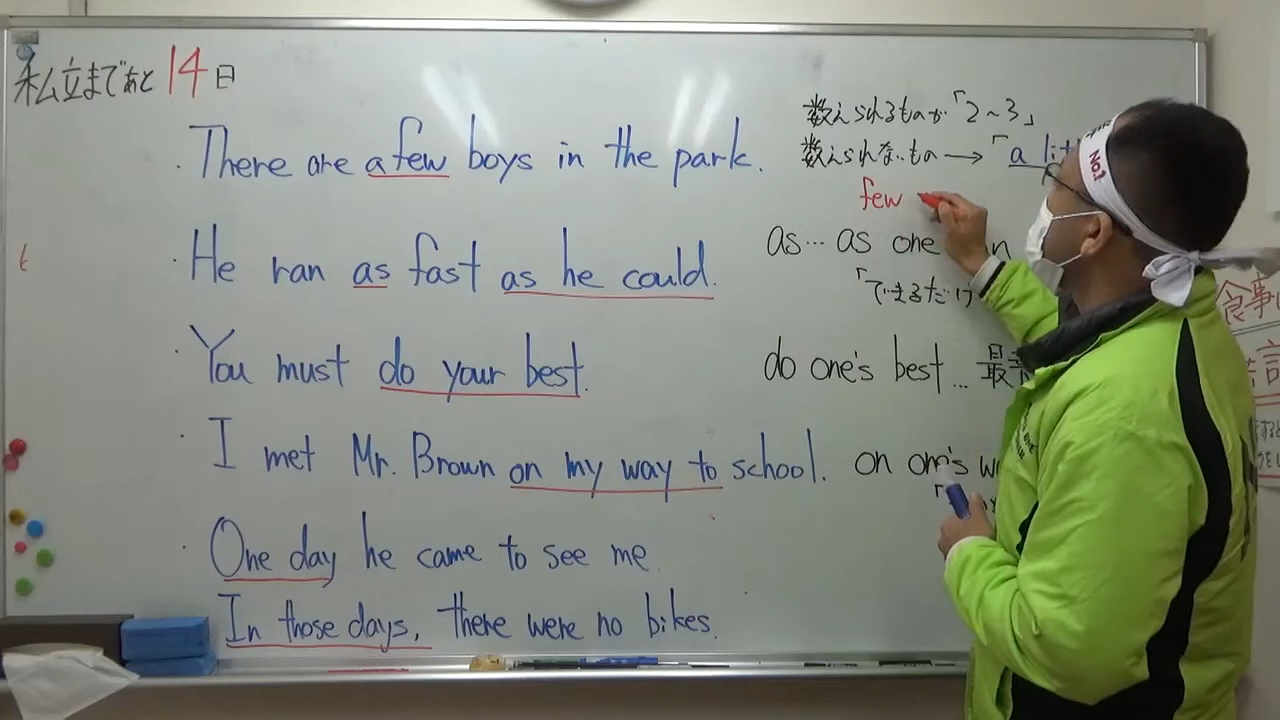 私立まであと14日
・There are a few boys in the park.
数えられるものが「2～3」
数えられないもの→「a lit
few
・He ran as fast as he could.
as… as one
「できるだけ
・You must do your best.
do one's best…最
・I met Mr. Brown on my way to school.
on one's
・One day he came to see me.
In those days, there were no bikes.
t
No.1
食事